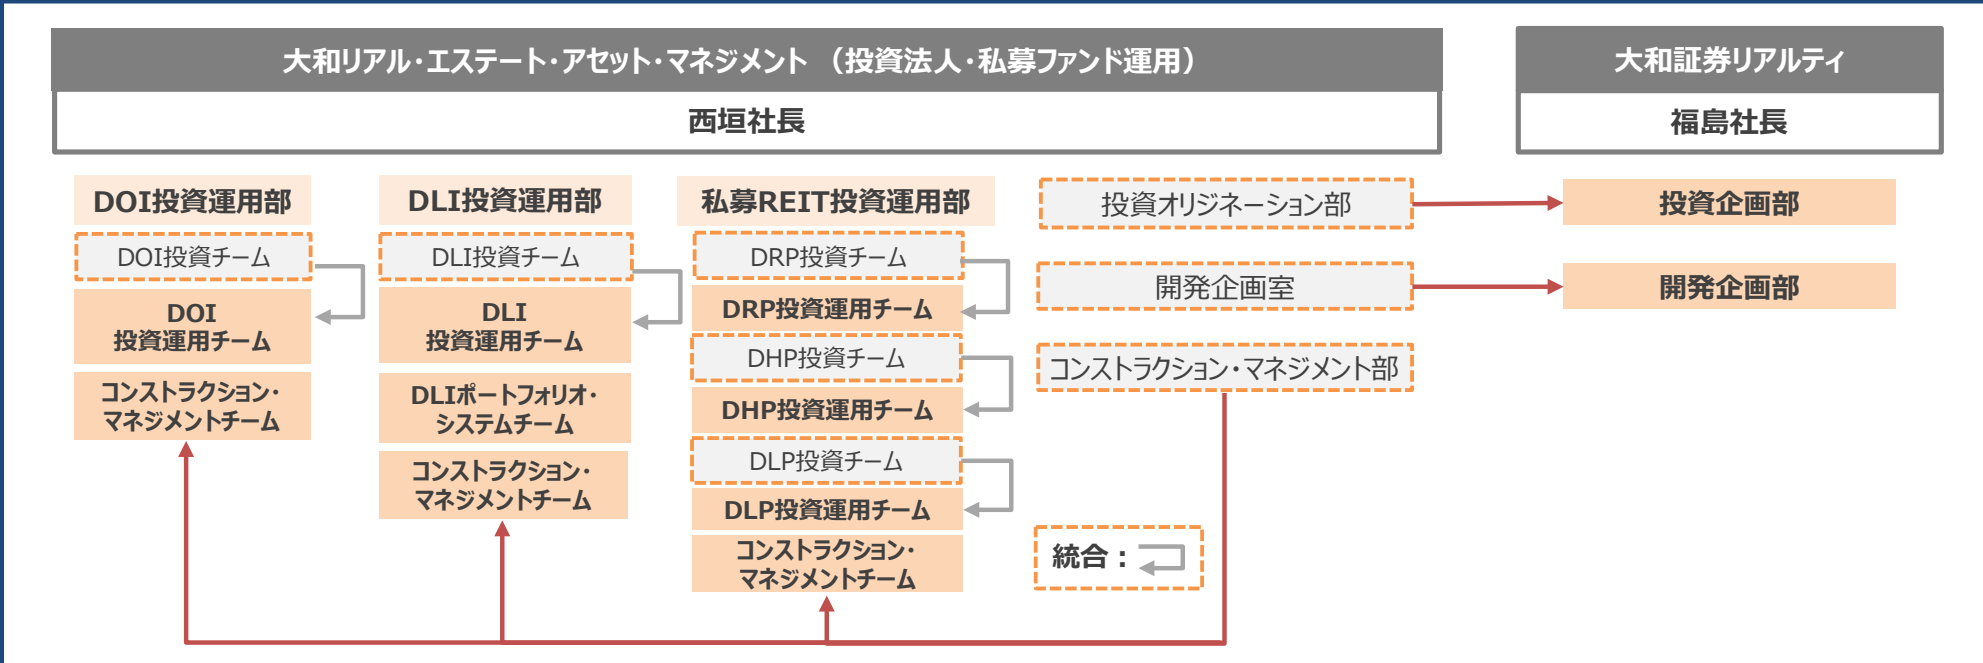 大和リアル・エステート・アセット・マネジメント （投資法人・私募ファンド運用）
西垣社長
大和証券リアルティ
福島社長
DOI投資運用部
DOI投資チーム
DOI
投資運用チーム
コンストラクション・
マネジメントチーム
DLI投資運用部
DLI投資チーム
DLI
投資運用チーム
DLIポートフォリオ・
システムチーム
コンストラクション・
マネジメントチーム
私募REIT投資運用部
DRP投資チーム
DRP投資運用チーム
DHP投資チーム
DHP投資運用チーム
DLP投資チーム
DLP投資運用チーム
コンストラクション・
マネジメントチーム
投資オリジネーション部
開発企画室
コンストラクション・マネジメント部
統合：
投資企画部
開発企画部